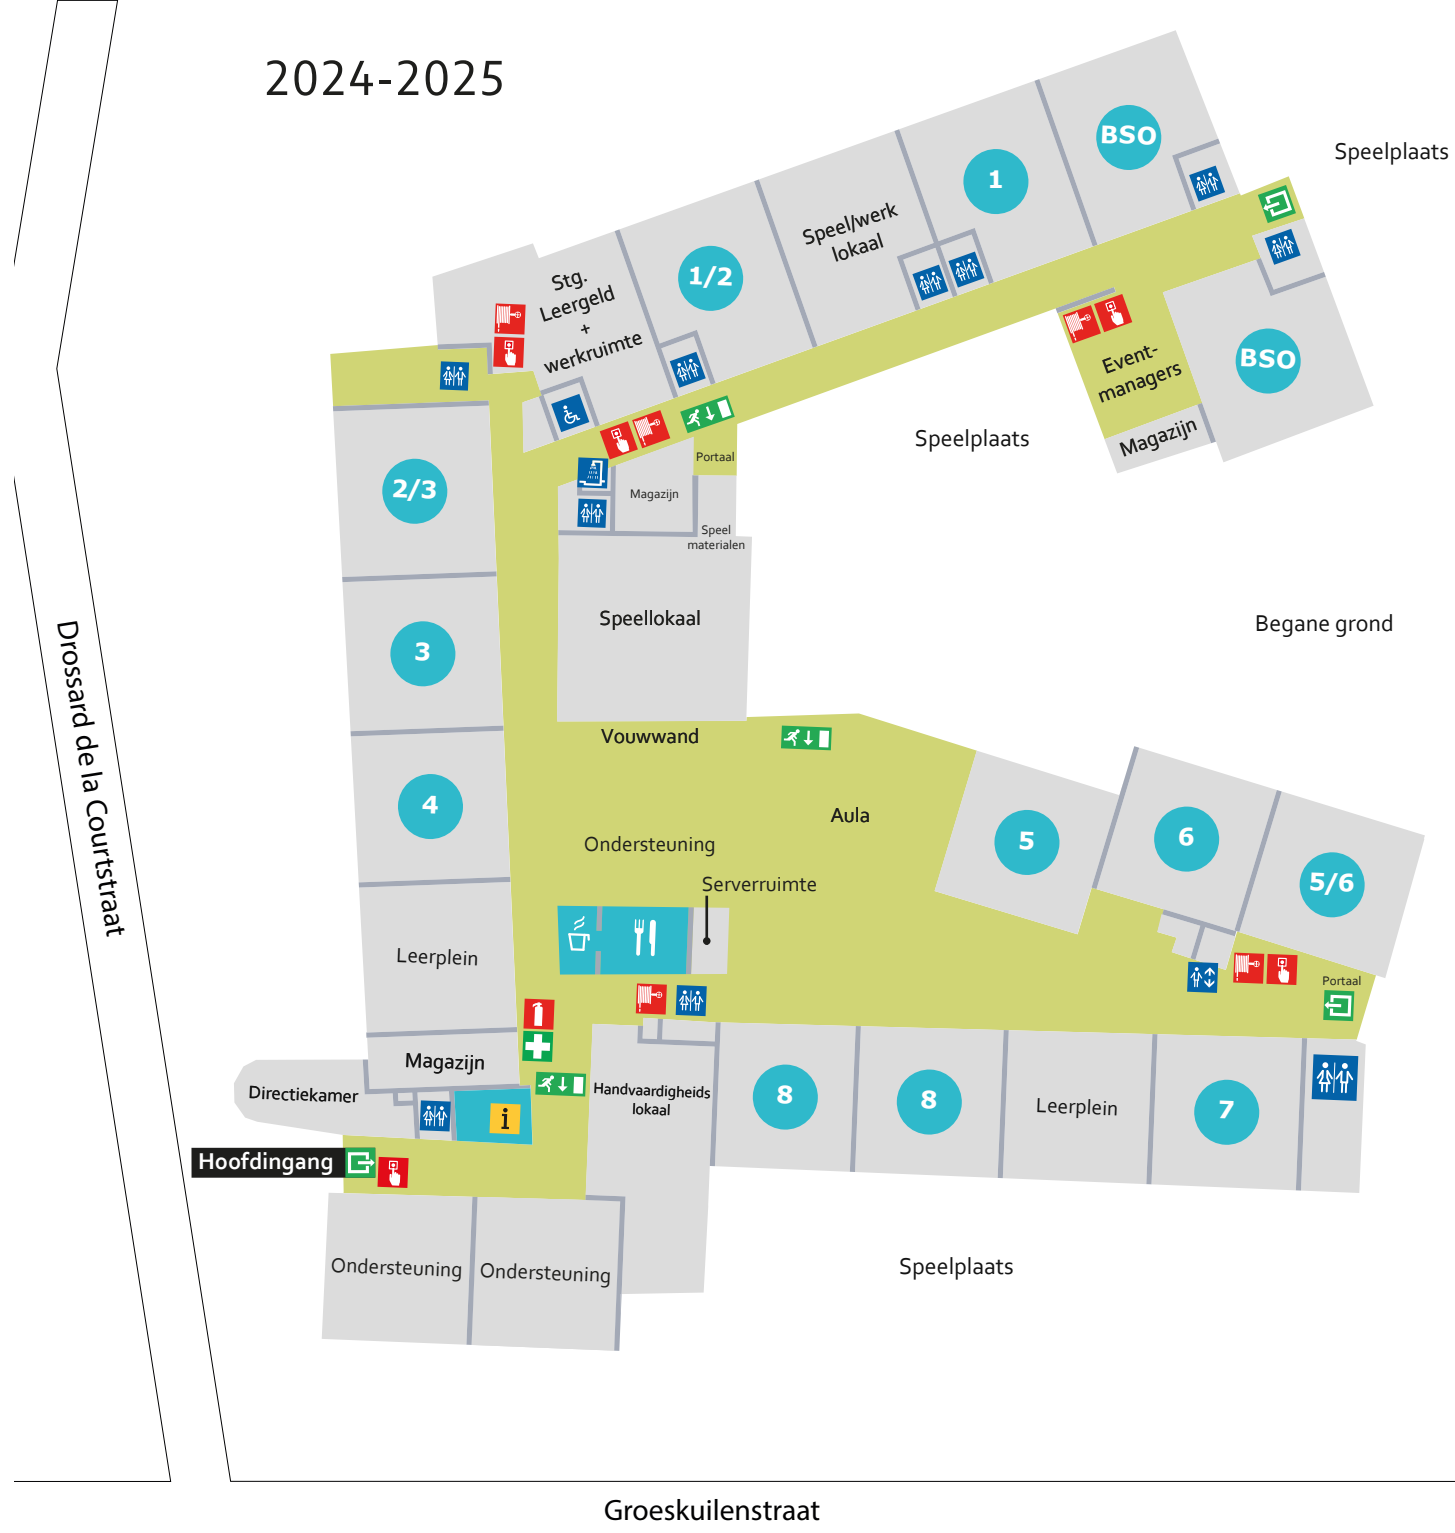 2024-2025
BSO
Speelplaats
1
Speel/werk
lokaal
1/2
Stg.
Leergeld
+
werkruimte
Event-
managers
BSO
Magazijn
Speelplaats
Portaal
Magazijn
Speel
materialen
2/3
Speellokaal
Begane grond
3
Drossard de la Courtstraat
Vouwwand
4
Aula
Ondersteuning
Serverruimte
5
6
5/6
Leerplein
Portaal
Magazijn
Directiekamer
i
Handvaardigheids
lokaal
8
8
Leerplein
7
Hoofdingang
Ondersteuning
Ondersteuning
Speelplaats
Groeskuilenstraat